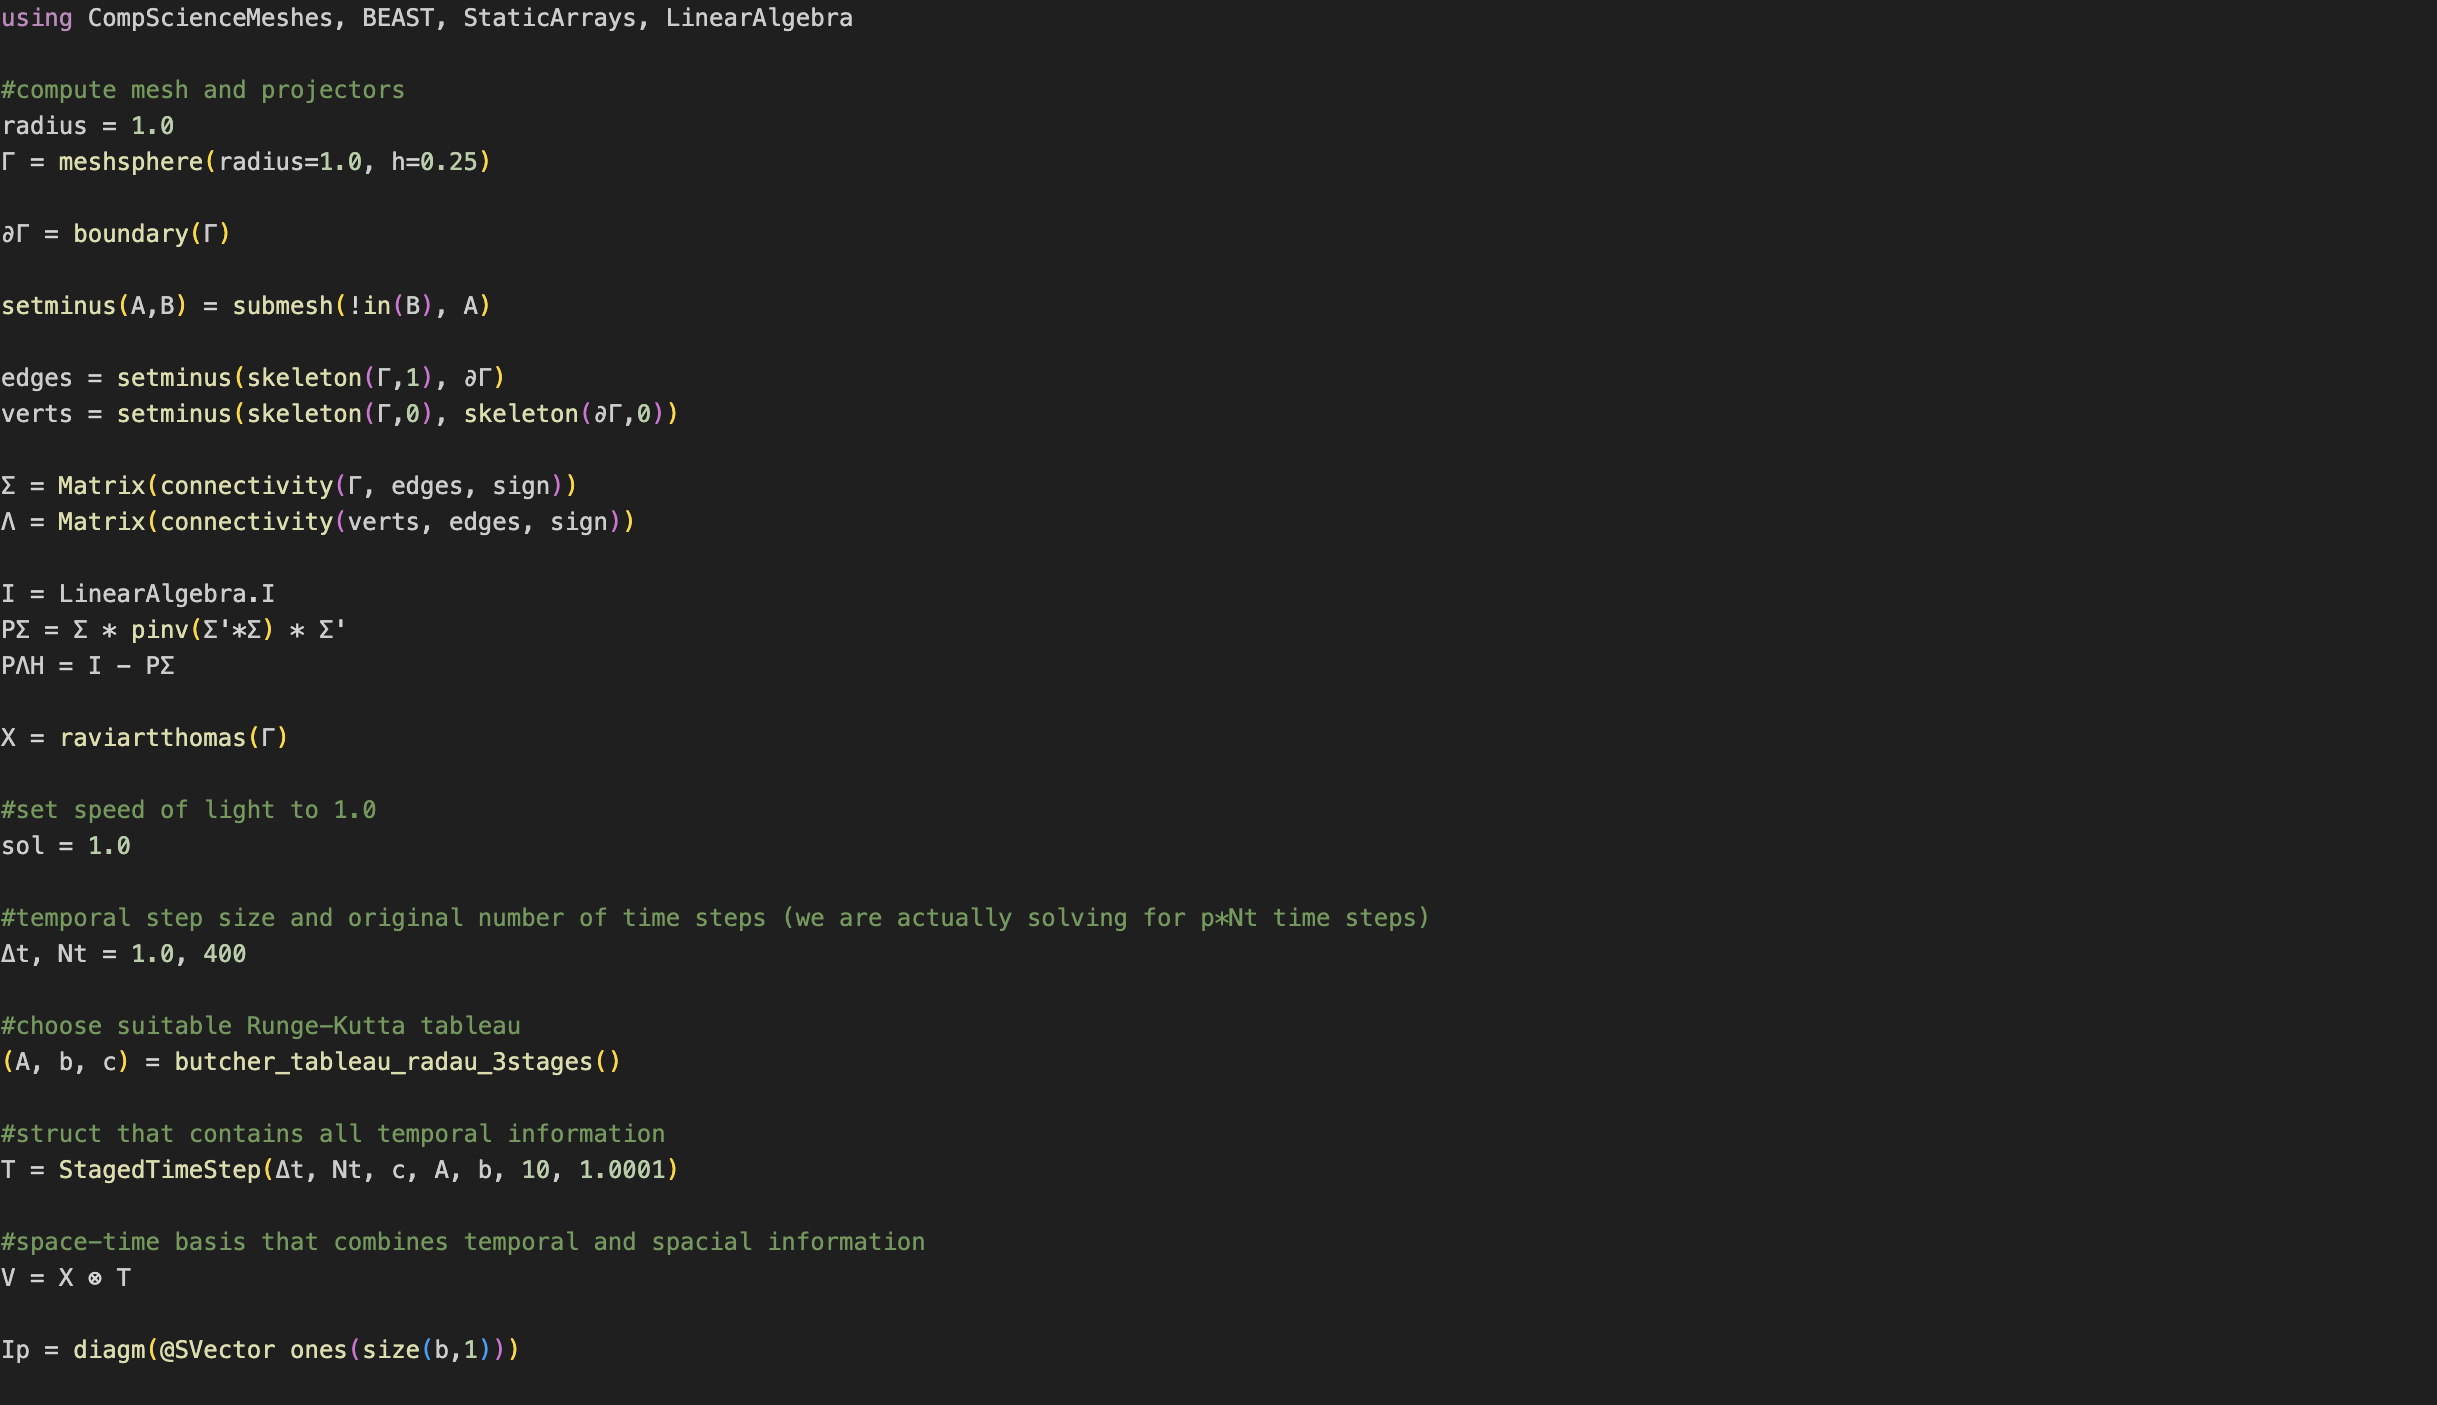 using CompScienceMeshes, BEAST, StaticArrays, LinearAlgebra
#compute mesh and projectors
radius = 1.0
Γ = meshsphere(radius=1.0, h=0.25)
∂Γ = boundary(Γ)
setminus(A,B) = submesh(!in(B), A)
edges = setminus(skeleton(Γ,1), ∂Γ)
verts = setminus(skeleton(Γ,0), skeleton(∂Γ,0))
Σ = Matrix(connectivity(Γ, edges, sign))
Λ = Matrix(connectivity(verts, edges, sign))
I = LinearAlgebra.I
PΣ = Σ * pinv(Σ'*Σ) * Σ'
PΛH = I - PΣ
X = raviartthomas(Γ)
#set speed of light to 1.0
sol = 1.0
#temporal step size and original number of time steps (we are actually solving for p*Nt time steps)
Δt, Nt = 1.0, 400
#choose suitable Runge-Kutta tableau
(A, b, c) = butcher_tableau_radau_3stages()
#struct that contains all temporal information
T = StagedTimeStep(Δt, Nt, c, A, b, 10, 1.0001)
#space-time basis that combines temporal and spacial information
V = X ⊗ T
Ip = diagm(@SVector ones(size(b,1)))